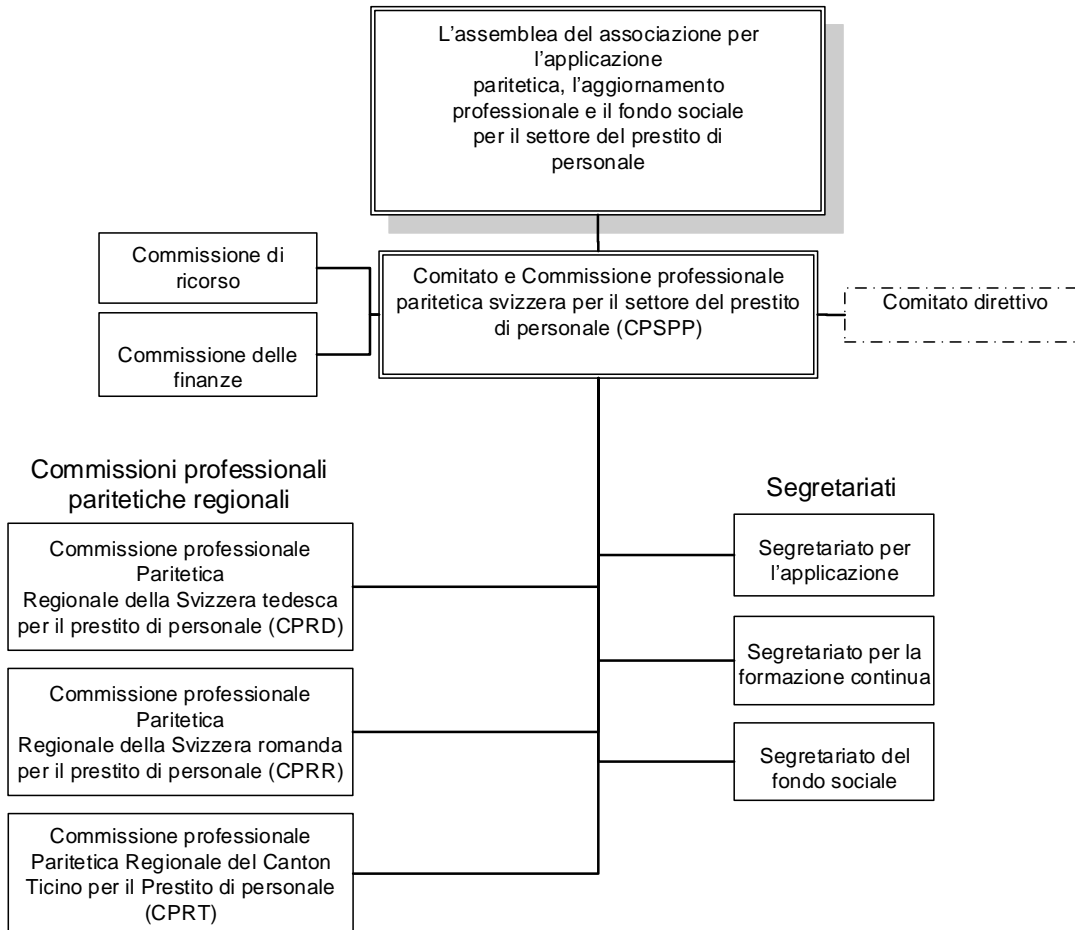 L'assemblea del associazione per
l'applicazione
paritetica, l'aggiornamento
professionale e il fondo sociale
per il settore del prestito di
personale
Commissione di
ricorso
Commissione delle
finanze
Comitato e Commissione professionale
paritetica svizzera per il settore del prestito
di personale (CPSPP)
Comitato direttivo
Commissioni professionali
paritetiche regionali
Commissione professionale
Paritetica
Regionale della Svizzera tedesca
per il prestito di personale (CPRD)
Commissione professionale
Paritetica
Regionale della Svizzera romanda
per il prestito di personale (CPRR)
Commissione professionale
Paritetica Regionale del Canton
Ticino per il Prestito di personale
(CPRT)
Segretariati
Segretariato per
l'applicazione
Segretariato per la
formazione continua
Segretariato del
fondo sociale